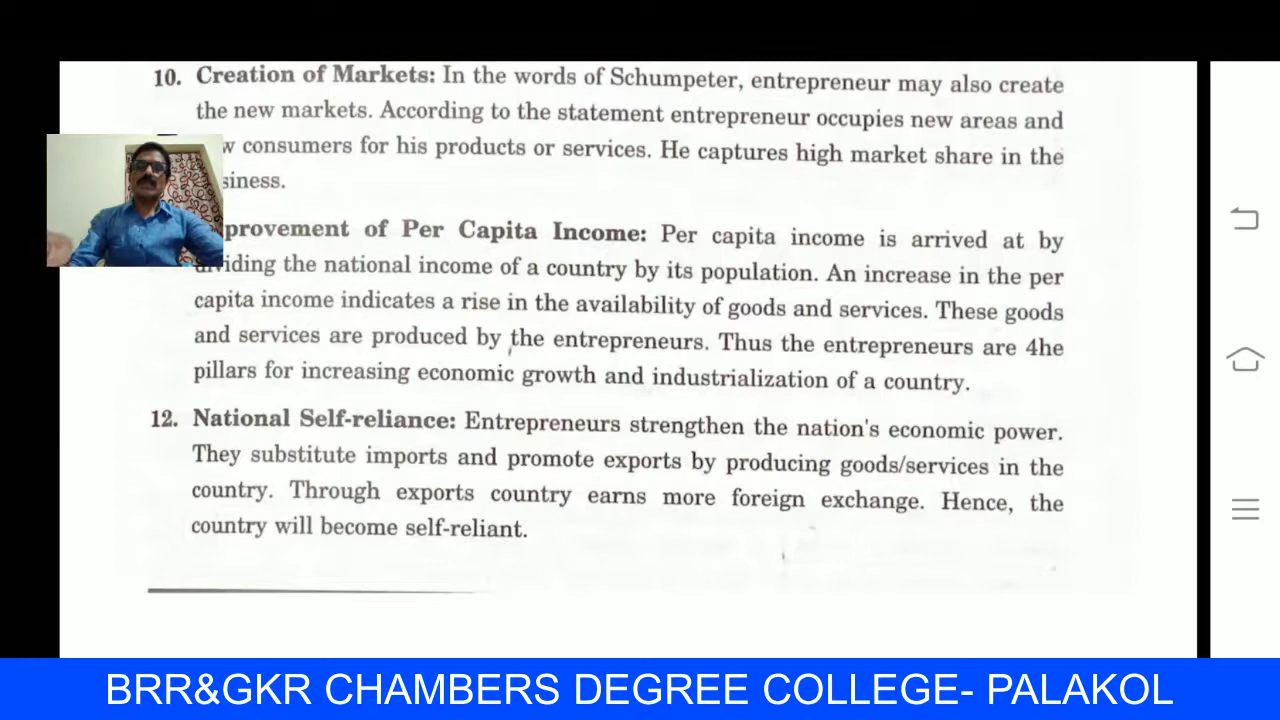 10. Creation of Markets: In the words of Schumpeter, entrepreneur may also create
the new markets. According to the statement entrepreneur occupies new areas and
consumers for his products or services. He captures high market share in the
siness.
provement of Per Capita Income: Per capita income is arrived at by
dividing the national income of a country by its population. An increase in the per
capita income indicates a rise in the availability of goods and services. These goods
and services are produced by the entrepreneurs. Thus the entrepreneurs are 4he
pillars for increasing economic growth and industrialization of a country.
12. National Self-reliance: Entrepreneurs strengthen the nation's economic power.
They substitute imports and promote exports by producing goods/services in the
country. Through exports country earns more foreign exchange. Hence, the
country will become self-reliant.
BRR&GKR CHAMBERS DEGREE COLLEGE- PALAKOL